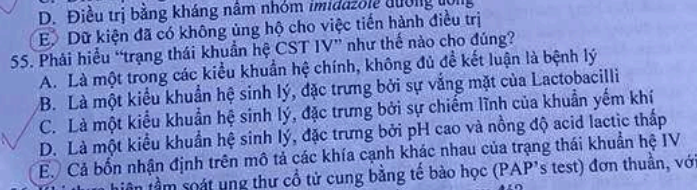 D. Điều trị bằng kháng nấm nhóm imidazole đường uống
E. Dữ kiện đã có không ủng hộ cho việc tiến hành điều trị
55. Phải hiểu “trạng thái khuẩn hệ CST IV” như thế nào cho đúng?
A. Là một trong các kiểu khuẩn hệ chính, không đủ để kết luận là bệnh lý
B. Là một kiểu khuẩn hệ sinh lý, đặc trưng bởi sự vắng mặt của Lactobacilli
C. Là một kiểu khuẩn hệ sinh lý, đặc trưng bởi sự chiếm lĩnh của khuẩn yếm khí
D. Là một kiểu khuẩn hệ sinh lý, đặc trưng bởi pH cao và nồng độ acid lactic thấp
E. Cả bốn nhận định trên mô tả các khía cạnh khác nhau của trạng thái khuẩn hệ IV
hiện tầm soát ung thư cổ tử cung bằng tế bào học (PAP’s test) đơn thuần, với